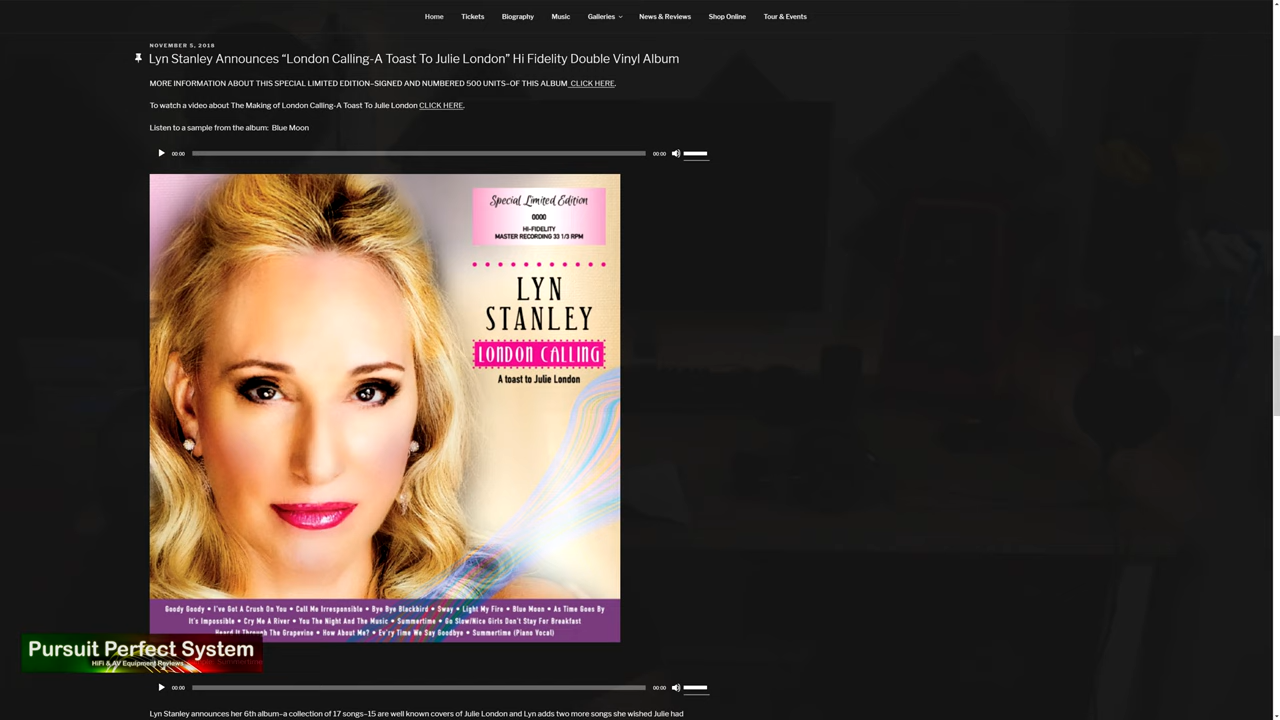 Home Tickets Biography Music Galleries News & Reviews Shop Online Tour & Events
NOVEMBER 5, 2018
Lyn Stanley Announces “London Calling-A Toast To Julie London” Hi Fidelity Double Vinyl Album
MORE INFORMATION ABOUT THIS SPECIAL LIMITED EDITION–SIGNED AND NUMBERED 500 UNITS–OF THIS ALBUM CLICK HERE.
To watch a video about The Making of London Calling-A Toast To Julie London CLICK HERE.
Listen to a sample from the album: Blue Moon
00:00 00:00
Special Limited Edition
0000
HI-FIDELITY
MASTER RECORDING 33 1/3 RPM
LYN
STANLEY
LONDON CALLING
A toast to Julie London
Goody Goody • I've Got A Crush On You • Call Me Irresponsible • Bye Bye Blackbird • Sway • Light My Fire • Blue Moon • As Time Goes By
It's Impossible • Cry Me A River • You The Night And The Music • Summertime • Go Slow/Nice Girls Don't Stay For Breakfast
Heard It Through The Grapevine • How About Me? • Ev'ry Time We Say Goodbye • Summertime (Piano Vocal)
Pursuit Perfect System
HiFi & AV Equipment Reviews
Summertime
00:00 00:00
Lyn Stanley announces her 6th album–a collection of 17 songs–15 are well known covers of Julie London and Lyn adds two more songs she wished Julie had